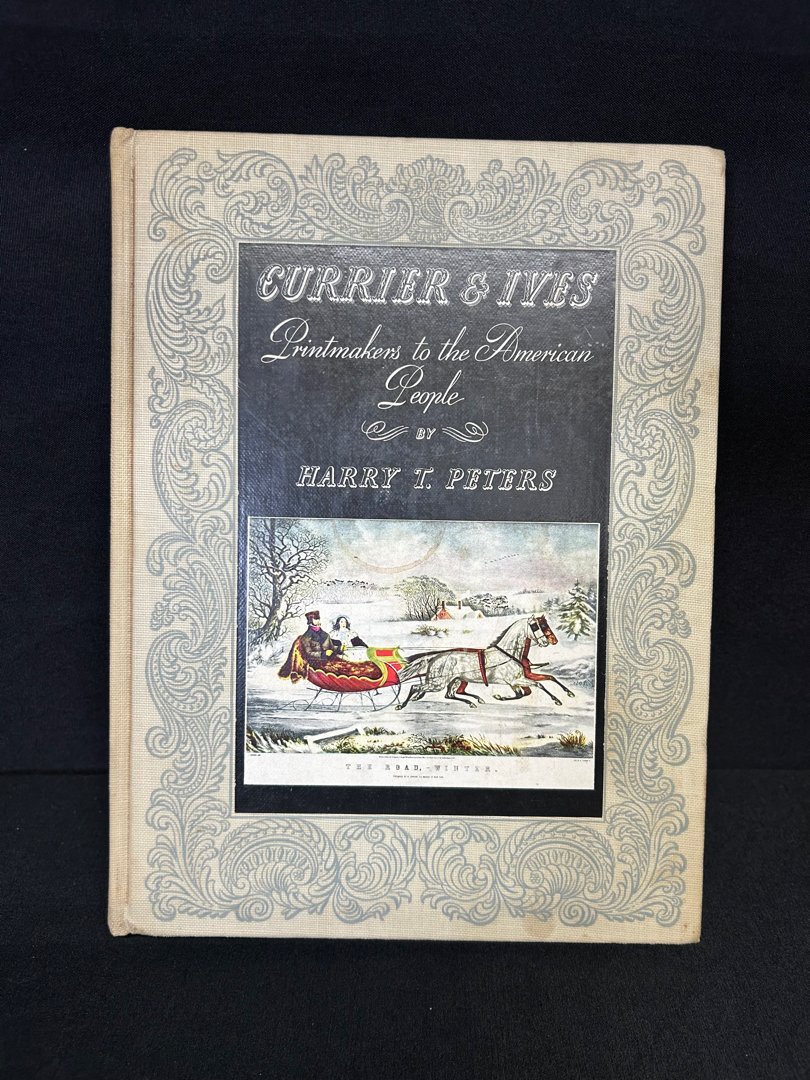 CURRIER & IVES
Printmakers to the American
People
BY
HARRY T. PETERS
THE ROAD, WINTER.